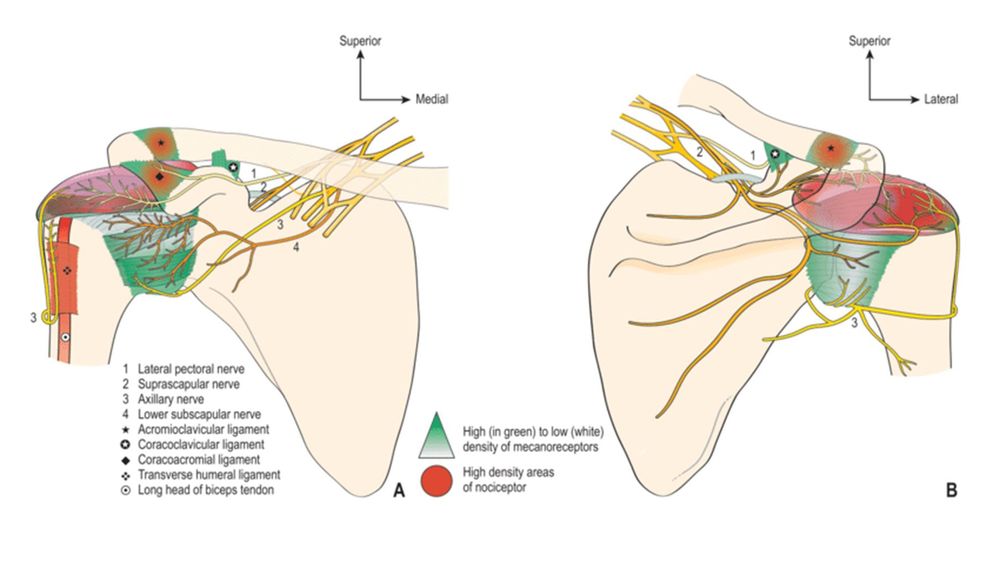 Superior
Medial
Superior
Lateral
1
2
3
4
3
2
1
3
1 Lateral pectoral nerve
2 Suprascapular nerve
3 Axillary nerve
4 Lower subscapular nerve
★ Acromioclavicular ligament
✪ Coracoclavicular ligament
◆ Coracoacromial ligament
❖ Transverse humeral ligament
⊙ Long head of biceps tendon
A
High (in green) to low (white)
density of mecanoreceptors
High density areas
of nociceptor
B